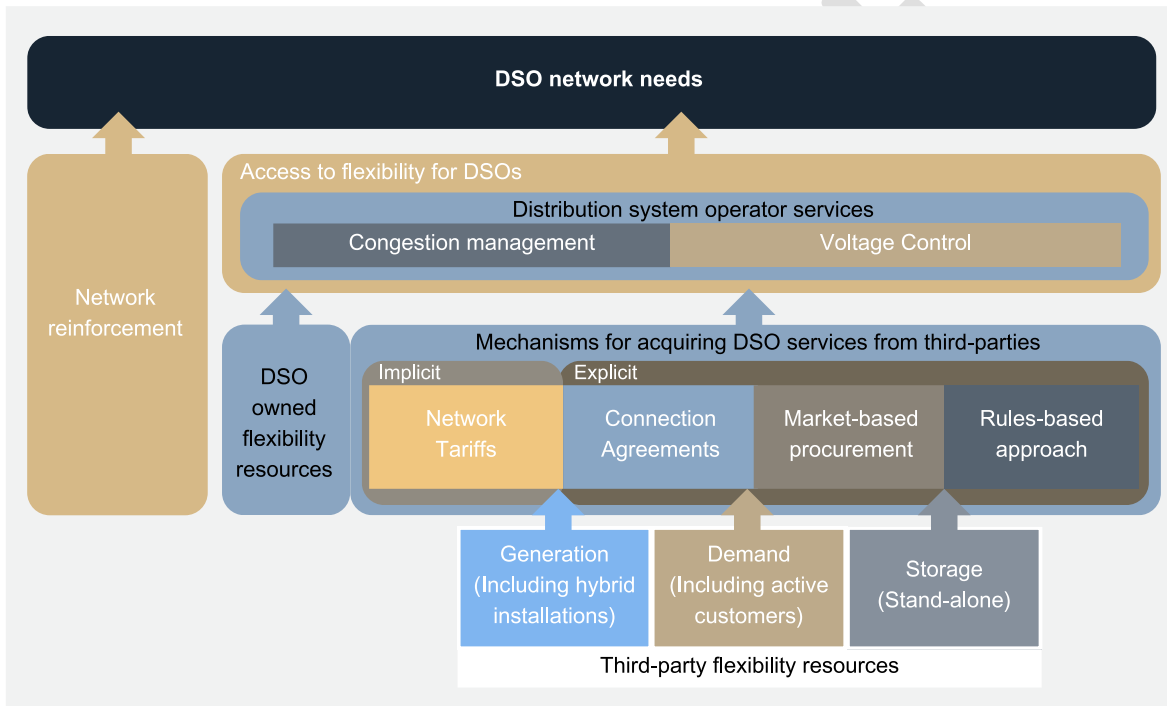 DSO network needs
Access to flexibility for DSOs
Distribution system operator services
Congestion management
Voltage Control
Network
reinforcement
DSO
owned
flexibility
resources
Mechanisms for acquiring DSO services from third-parties
Implicit
Explicit
Network
Tariffs
Connection
Agreements
Market-based
procurement
Rules-based
approach
Generation
(Including hybrid
installations)
Demand
(Including active
customers)
Storage
(Stand-alone)
Third-party flexibility resources